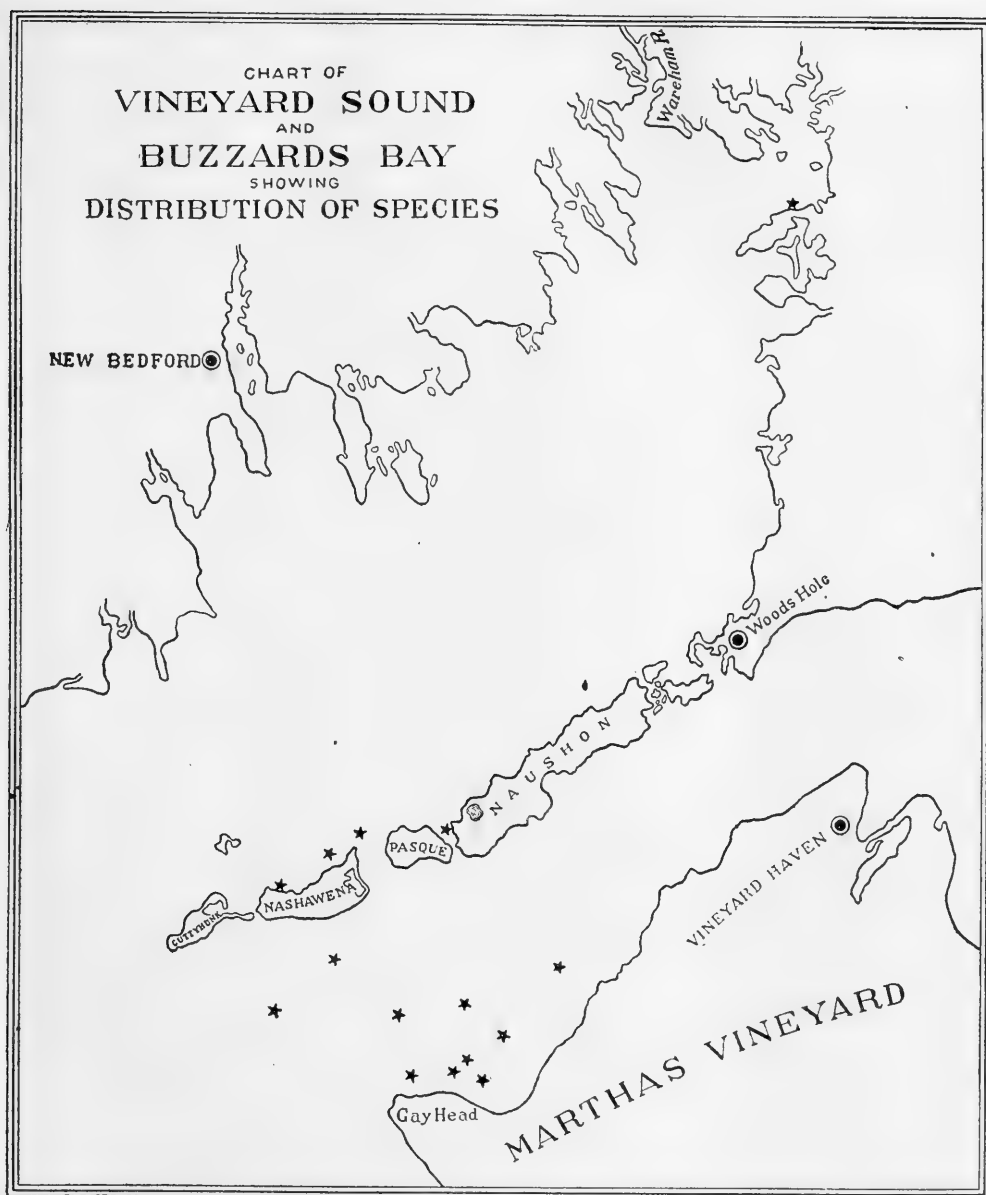 CHART OF
VINEYARD SOUND
AND
BUZZARDS BAY
SHOWING
DISTRIBUTION OF SPECIES
Wareham R.
NEW BEDFORD
Woods Hole
NAUSHON
PASQUE
NASHAWENA
CUTTYHUNK
VINEYARD HAVEN
MARTHAS VINEYARD
Gay Head